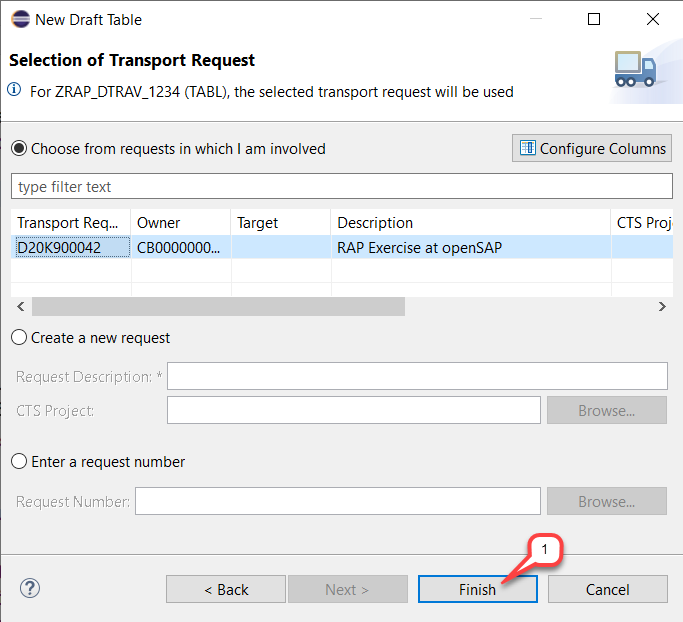 New Draft Table
Selection of Transport Request
For ZRAP_DTRAV_1234 (TABL), the selected transport request will be used
Choose from requests in which I am involved
Configure Columns
type filter text
Transport Req... Owner Target Description CTS Proj
D20K900042 CB0000000... RAP Exercise at openSAP
Create a new request
Request Description: *
CTS Project:
Browse...
Enter a request number
Request Number:
Browse...
1
?
< Back
Next >
Finish
Cancel